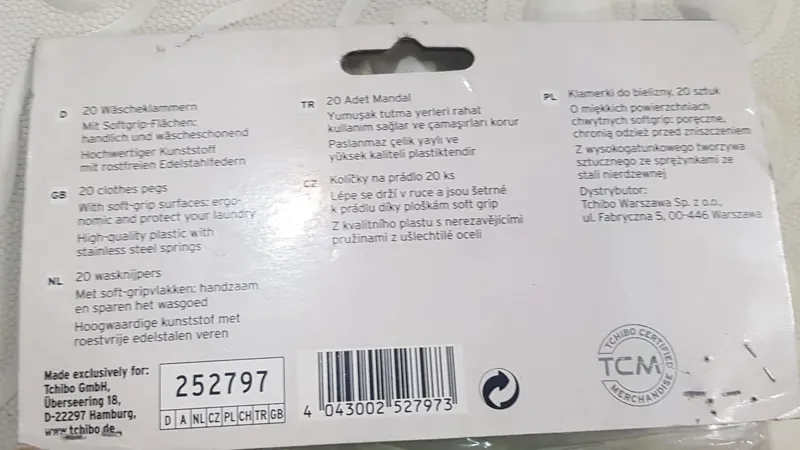 D
20 Wäscheklammern
Mit Softgrip-Flächen:
handlich und wäscheschonend
Hochwertiger Kunststoff
mit rostfreien Edelstahlfedern
GB
20 clothes pegs
With soft-grip surfaces: ergo-
nomic and protect your laundry
High-quality plastic with
stainless steel springs
NL
20 wasknijpers
Met soft-gripvlakken: handzaam
en sparen het wasgoed
Hoogwaardige kunststof met
roestvrije edelstalen veren
TR
20 Adet Mandal
Yumuşak tutma yerleri rahat
kullanım sağlar ve çamaşırları korur
Paslanmaz çelik yaylı ve
yüksek kaliteli plastiktendir
CZ
Kolíčky na prádlo 20 ks
Lépe se drží v ruce a jsou šetrné
k prádlu díky ploškám soft grip
Z kvalitního plastu s nerezavějícími
pružinami z ušlechtilé oceli
PL
Klamerki do bielizny, 20 sztuk
O miękkich powierzchniach
chwytnych softgrip: poręczne,
chronią odzież przed zniszczeniem
Z wysokogatunkowego tworzywa
sztucznego ze sprężynkami ze
stali nierdzewnej
Dystrybutor:
Tchibo Warszawa Sp. z o.o.,
ul. Fabryczna 5, 00-446 Warszawa
Made exclusively for:
Tchibo GmbH,
Überseering 18,
D-22297 Hamburg,
www.tchibo.de
252797
D A NL CZ PL CH TR GB
4 043002 527973
TCHIBO CERTIFIED
TCM
MERCHANDISE